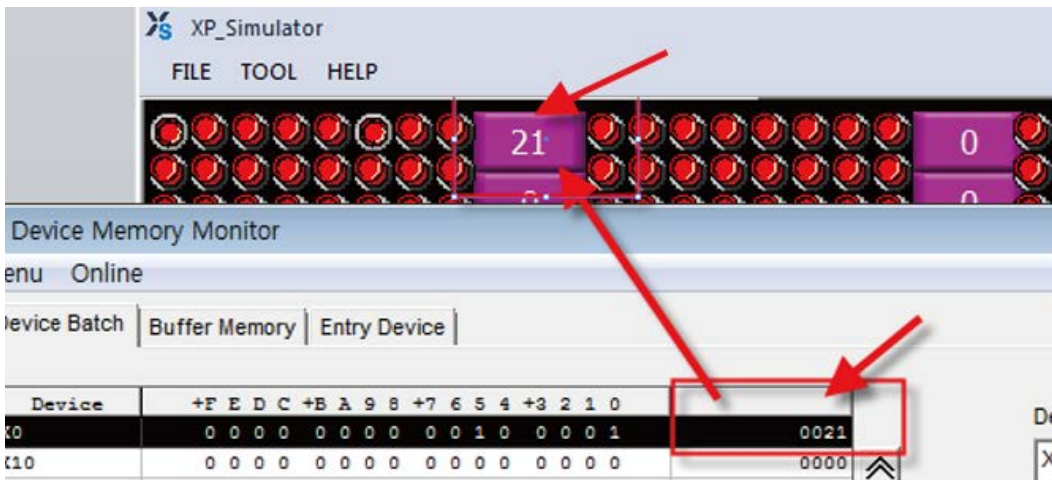 XP_Simulator
FILE TOOL HELP
21 0
0 0
Device Memory Monitor
enu Online
Device Batch Buffer Memory Entry Device
Device +F E D C +B A 9 8 +7 6 5 4 +3 2 1 0
X0 0 0 0 0 0 0 0 0 0 0 1 0 0 0 0 1 0021
X10 0 0 0 0 0 0 0 0 0 0 0 0 0 0 0 0 0000
De
X